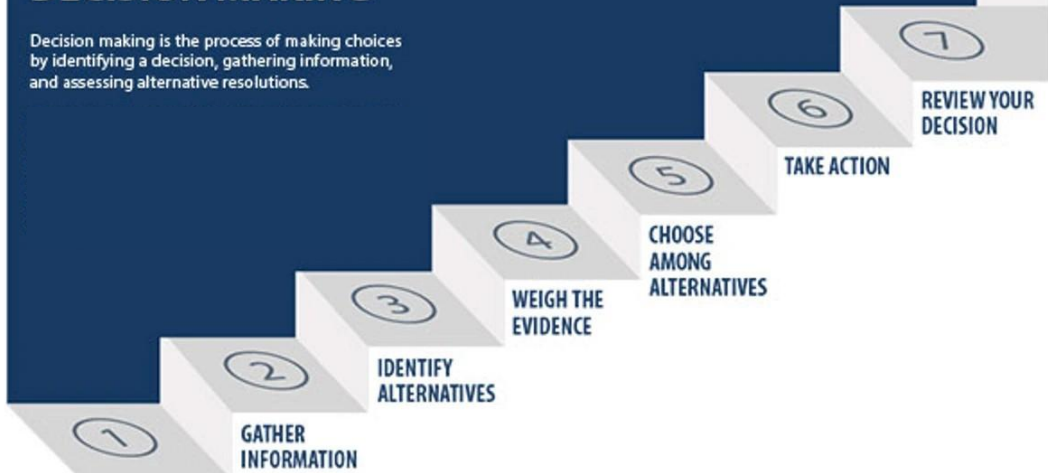 Decision making is the process of making choices
by identifying a decision, gathering information,
and assessing alternative resolutions.
1
GATHER
INFORMATION
2
IDENTIFY
ALTERNATIVES
3
WEIGH THE
EVIDENCE
4
CHOOSE
AMONG
ALTERNATIVES
5
TAKE ACTION
6
REVIEW YOUR
DECISION
7